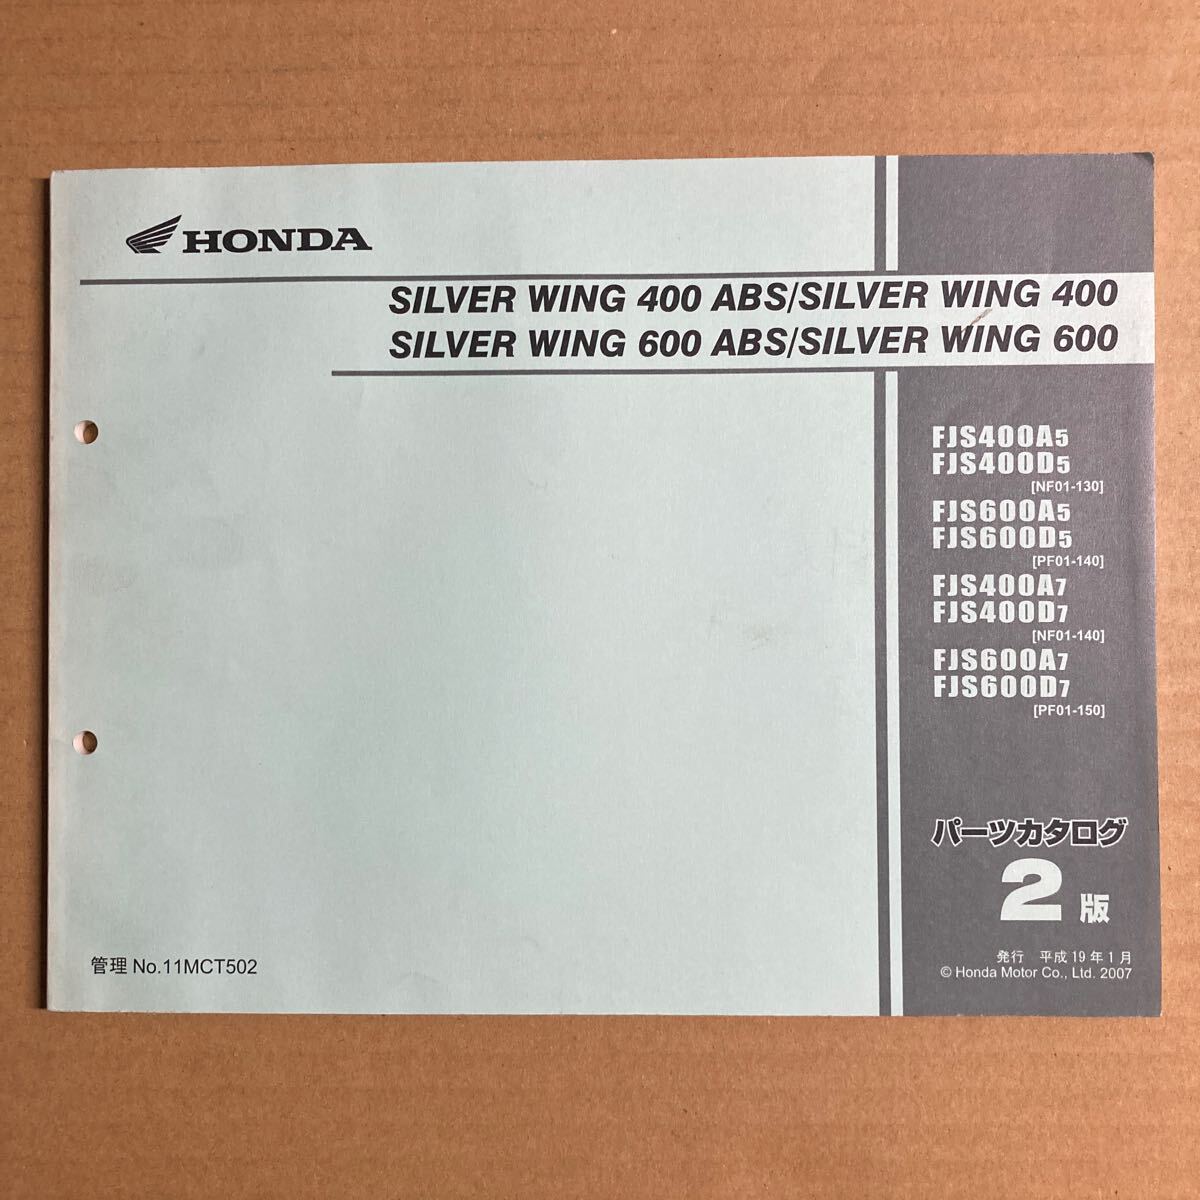 HONDA
SILVER WING 400 ABS/SILVER WING 400
SILVER WING 600 ABS/SILVER WING 600
FJS400A5
FJS400D5
[NF01-130]
FJS600A5
FJS600D5
[PF01-140]
FJS400A7
FJS400D7
[NF01-140]
FJS600A7
FJS600D7
[PF01-150]
パーツカタログ
2版
発行 平成19年1月
© Honda Motor Co., Ltd. 2007
管理 No.11MCT502